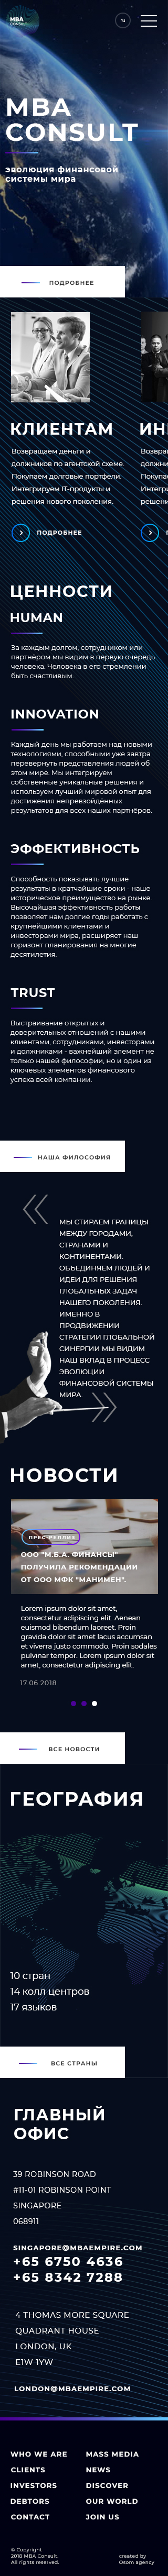 MBA
CONSULT
ru
MBA
CONSULT
эволюция финансовой
системы мира
ПОДРОБНЕЕ
КЛИЕНТАМ
Возвращаем деньги и
должников по агентской схеме.
Покупаем долговые портфели.
Интегрируем IT-продукты и
решения нового поколения.
ПОДРОБНЕЕ
ЦЕННОСТИ
HUMAN
За каждым долгом, сотрудником или
партнёром мы видим в первую очередь
человека. Человека в его стремлении
быть счастливым.
INNOVATION
Каждый день мы работаем над новыми
технологиями, способными уже завтра
перевернуть представления людей об
этом мире. Мы интегрируем
собственные уникальные решения и
используем лучший мировой опыт для
достижения непревзойдённых
результатов для всех наших партнёров.
ЭФФЕКТИВНОСТЬ
Способность показывать лучшие
результаты в кратчайшие сроки - наше
историческое преимущество на рынке.
Высочайшая эффективность работы
позволяет нам долгие годы работать с
крупнейшими клиентами и
инвесторами мира, расширяет наш
горизонт планирования на многие
десятилетия.
TRUST
Выстраивание открытых и
доверительных отношений с нашими
клиентами, сотрудниками, инвесторами
и должниками - важнейший элемент не
только нашей философии, но и один из
ключевых элементов финансового
успеха всей компании.
НАША ФИЛОСОФИЯ
МЫ СТИРАЕМ ГРАНИЦЫ
МЕЖДУ ГОРОДАМИ,
СТРАНАМИ И
КОНТИНЕНТАМИ.
ОБЪЕДИНЯЕМ ЛЮДЕЙ И
ИДЕИ ДЛЯ РЕШЕНИЯ
ГЛОБАЛЬНЫХ ЗАДАЧ
НАШЕГО ПОКОЛЕНИЯ.
ИМЕННО В
ПРОДВИЖЕНИИ
СТРАТЕГИИ ГЛОБАЛЬНОЙ
СИНЕРГИИ МЫ ВИДИМ
НАШ ВКЛАД В ПРОЦЕСС
ЭВОЛЮЦИИ
ФИНАНСОВОЙ СИСТЕМЫ
МИРА.
НОВОСТИ
ПРЕС-РЕЛЛИЗ
ООО "М.Б.А. ФИНАНСЫ"
ПОЛУЧИЛА РЕКОМЕНДАЦИИ
ОТ ООО МФК "МАНИМЕН".
Lorem ipsum dolor sit amet,
consectetur adipiscing elit. Aenean
euismod bibendum laoreet. Proin
gravida dolor sit amet lacus accumsan
et viverra justo commodo. Proin sodales
pulvinar tempor. Lorem ipsum dolor sit
amet, consectetur adipiscing elit.
17.06.2018
ВСЕ НОВОСТИ
ГЕОГРАФИЯ
10 стран
14 колл центров
17 языков
ВСЕ СТРАНЫ
ГЛАВНЫЙ
ОФИС
39 ROBINSON ROAD
#11-01 ROBINSON POINT
SINGAPORE
068911
SINGAPORE@MBAEMPIRE.COM
+65 6750 4636
+65 8342 7288
4 THOMAS MORE SQUARE
QUADRANT HOUSE
LONDON, UK
E1W 1YW
LONDON@MBAEMPIRE.COM
WHO WE ARE MASS MEDIA
CLIENTS NEWS
INVESTORS DISCOVER
DEBTORS OUR WORLD
CONTACT JOIN US
© Copyright
2018 MBA Consult.
All rights reserved.
created by
Osom agency